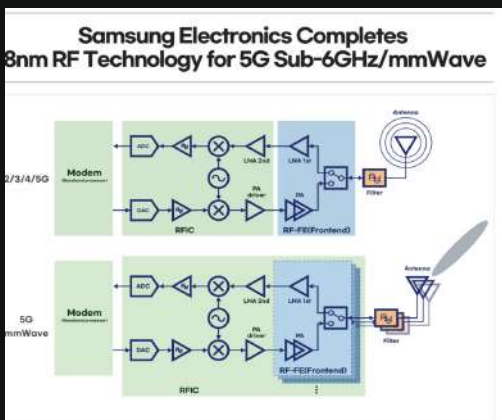 Samsung Electronics Completes
8nm RF Technology for 5G Sub-6GHz/mmWave
Antenna
2/3/4/5G
Modem
ADC
LNA 2nd
LNA 1st
DAC
PA
driver
PA
Filter
RFIC
RF-FE(Frontend)
5G
mmWave
Modem
ADC
LNA 2nd
LNA 1st
Antenna
DAC
PA
driver
PA
Filter
RF-FE(Frontend)
RFIC